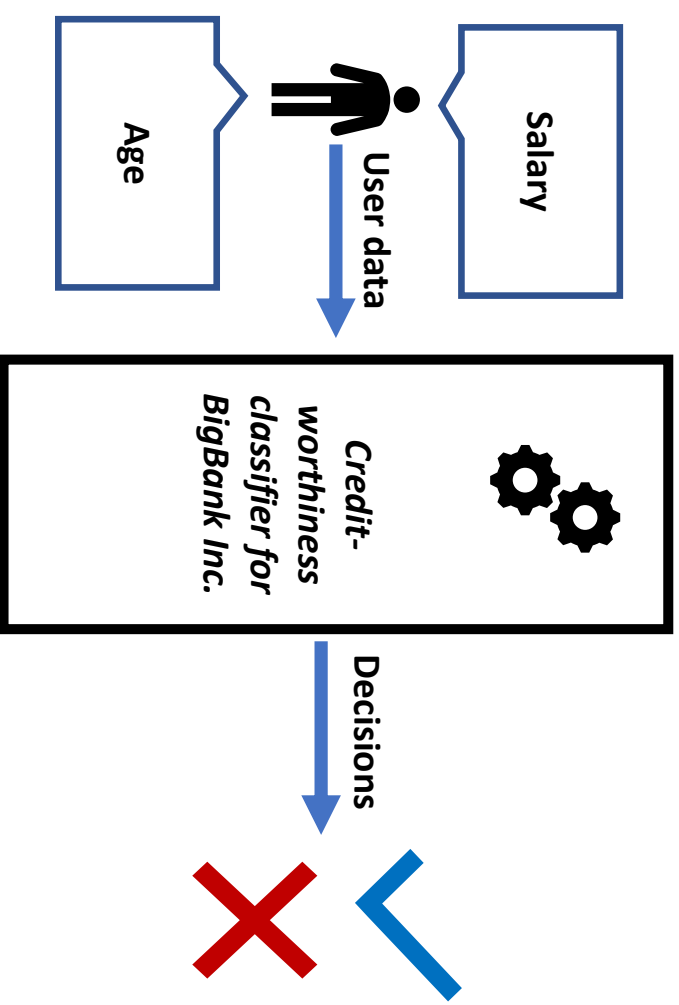 Salary
Age
User data
Credit-
worthiness
classifier for
BigBank Inc.
Decisions